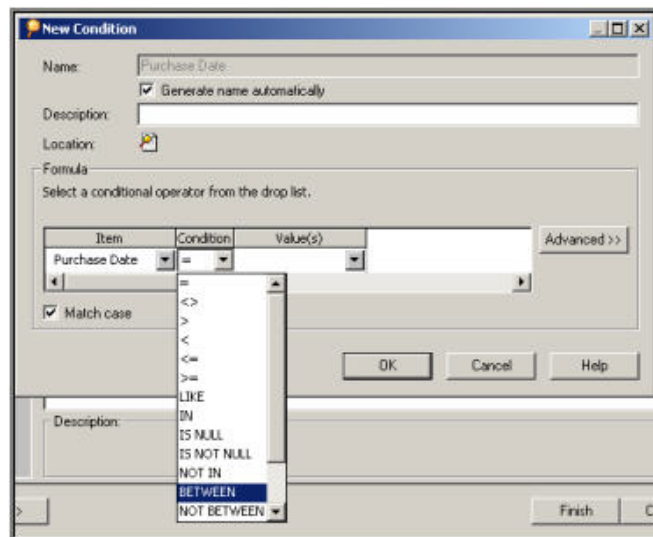 New Condition
Name: Purchase Date
Generate name automatically
Description:
Location:
Formula
Select a conditional operator from the drop list.
Item Condition Value(s)
Advanced >>
Purchase Date =
=
<>
>
<
<=
>=
LIKE
IN
IS NULL
IS NOT NULL
NOT IN
BETWEEN
NOT BETWEEN
Match case
OK Cancel Help
Description:
> Finish C